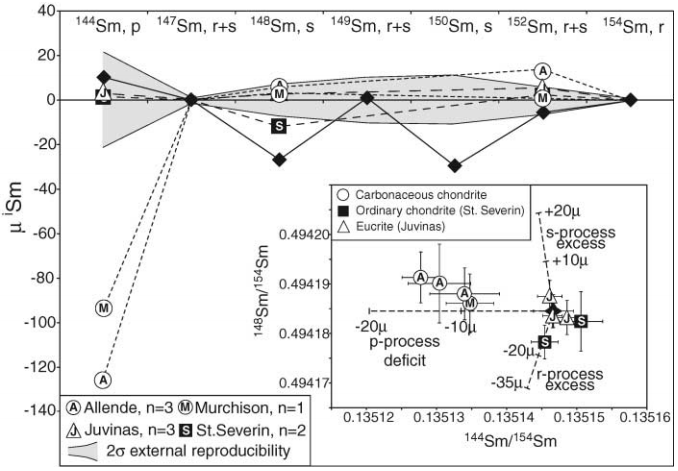 40
20
0
-20
-40
-60
-80
-100
-120
-140
μ ⁱSm
¹⁴⁴Sm, p
¹⁴⁷Sm, r+s
¹⁴⁸Sm, s
¹⁴⁹Sm, r+s
¹⁵⁰Sm, s
¹⁵²Sm, r+s
¹⁵⁴Sm, r
A
M
S
A
M
J
M
A
Carbonaceous chondrite
Ordinary chondrite (St. Severin)
Eucrite (Juvinas)
¹⁴⁸Sm/¹⁵⁴Sm
0.49420
0.49419
0.49418
0.49417
+20μ
s-process
excess
+10μ
A
A
A
A
M
J
J
J
S
S
-20μ
-10μ
p-process
deficit
-20μ
-35μ
r-process
excess
0.13512
0.13513
0.13514
0.13515
0.13516
¹⁴⁴Sm/¹⁵⁴Sm
A Allende, n=3 M Murchison, n=1
J Juvinas, n=3 S St.Severin, n=2
2σ external reproducibility